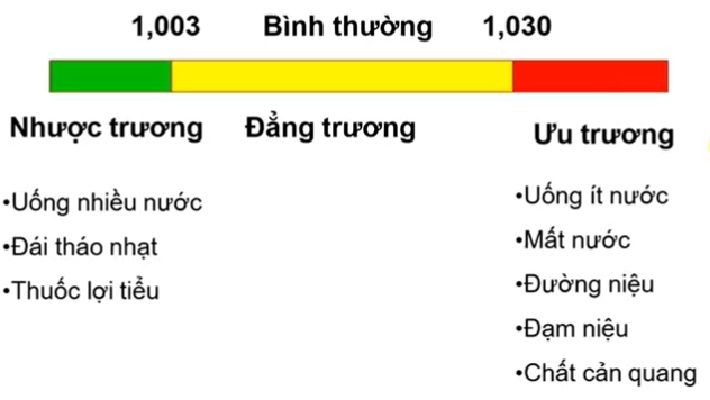 1,003 Bình thường 1,030
Nhược trương Đẳng trương Ưu trương
•Uống nhiều nước
•Đái tháo nhạt
•Thuốc lợi tiểu
•Uống ít nước
•Mất nước
•Đường niệu
•Đạm niệu
•Chất cản quang